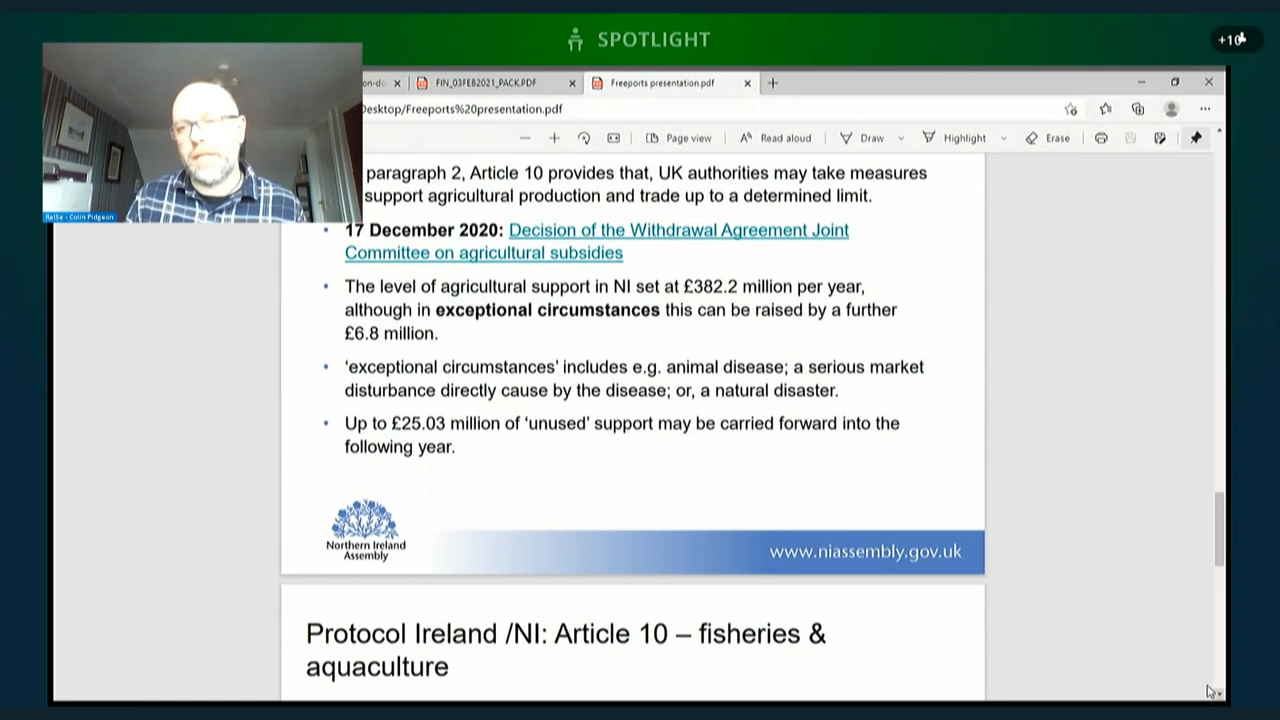 SPOTLIGHT
on-do
FIN_03FEB2021_PACK.PDF
Freeports presentation.pdf
Desktop/Freeports%20presentation.pdf
Page view
Read aloud
Draw
Highlight
Erase
RaISe - Colin Pidgeon
paragraph 2, Article 10 provides that, UK authorities may take measures
support agricultural production and trade up to a determined limit.
• 17 December 2020: Decision of the Withdrawal Agreement Joint
Committee on agricultural subsidies
• The level of agricultural support in NI set at £382.2 million per year,
although in exceptional circumstances this can be raised by a further
£6.8 million.
• ‘exceptional circumstances’ includes e.g. animal disease; a serious market
disturbance directly cause by the disease; or, a natural disaster.
• Up to £25.03 million of ‘unused’ support may be carried forward into the
following year.
Northern Ireland
Assembly
www.niassembly.gov.uk
Protocol Ireland /NI: Article 10 – fisheries &
aquaculture